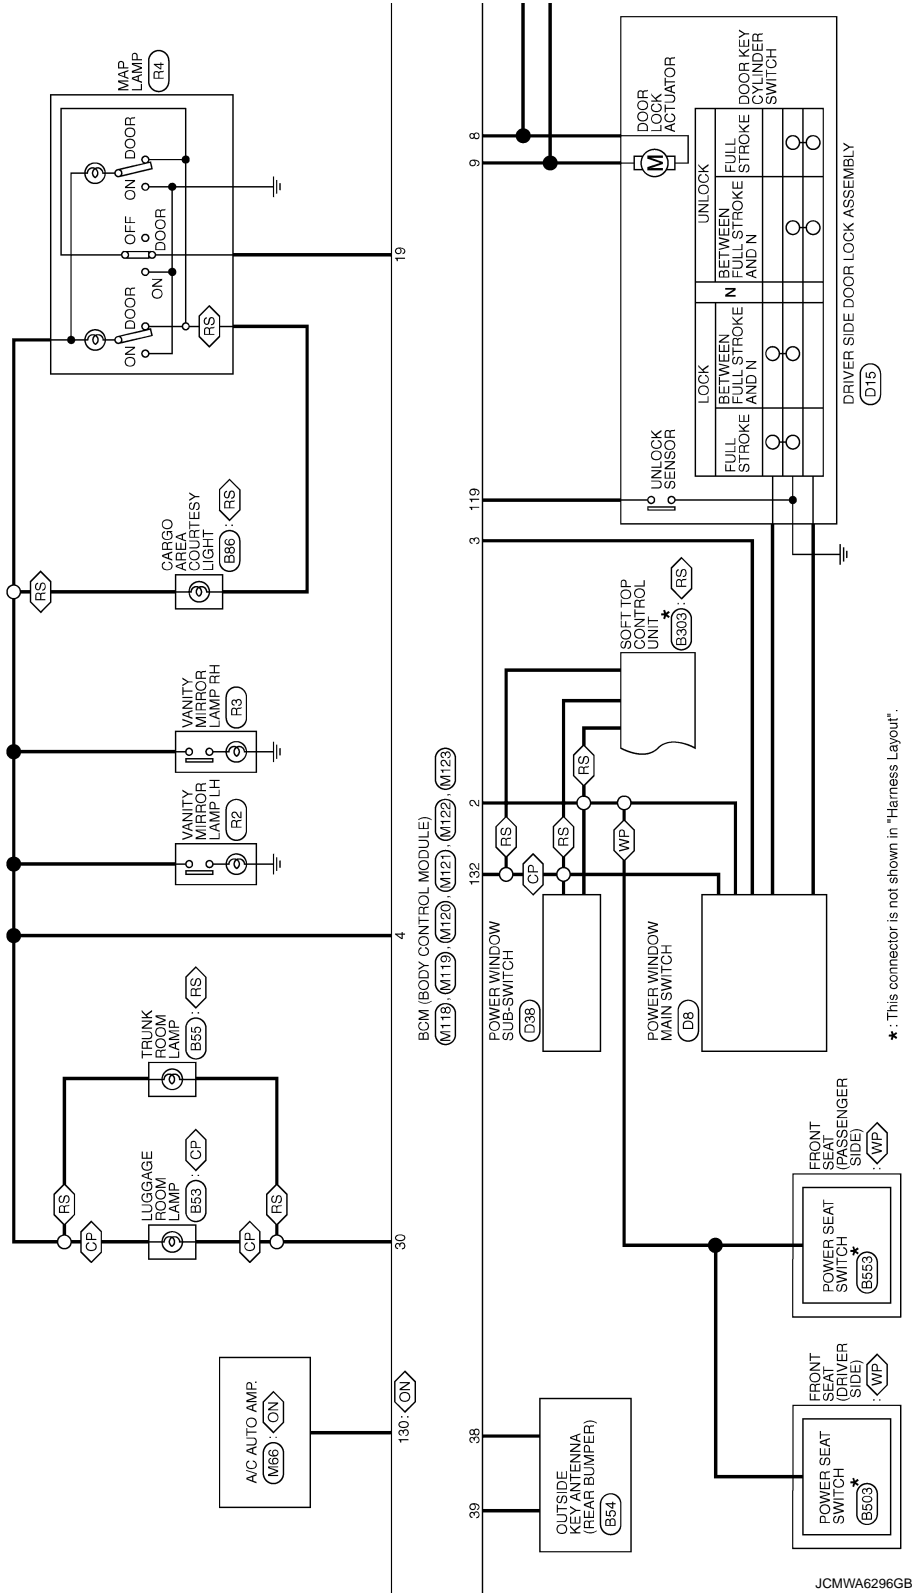 A/C AUTO AMP.
M66 : ON
130: ON
LUGGAGE
ROOM
LAMP
B53 : CP
TRUNK
ROOM
LAMP
B55 : RS
RS
CP
CP
RS
30
4
VANITY
MIRROR
LAMP LH
R2
VANITY
MIRROR
LAMP RH
R3
RS
CARGO
AREA
COURTESY
LIGHT
B86 : RS
MAP
LAMP
R4
ON DOOR
ON
OFF
DOOR
ON DOOR
RS
19
BCM (BODY CONTROL MODULE)
M118 , M119 , M120 , M121 , M122 , M123
39
38
132
2
3
119
9
8
OUTSIDE
KEY ANTENNA
(REAR BUMPER)
B54
POWER WINDOW
SUB-SWITCH
D38
RS
CP
RS
RS
WP
SOFT TOP
CONTROL
UNIT *
B303 : RS
POWER WINDOW
MAIN SWITCH
D8
UNLOCK
SENSOR
DOOR
LOCK
ACTUATOR
M
LOCK
N
UNLOCK
FULL
STROKE
BETWEEN
FULL STROKE
AND N
BETWEEN
FULL STROKE
AND N
FULL
STROKE
DOOR KEY
CYLINDER
SWITCH
DRIVER SIDE DOOR LOCK ASSEMBLY
D15
FRONT
SEAT
(DRIVER
SIDE)
: WP
POWER SEAT
SWITCH *
B503
FRONT
SEAT
(PASSENGER
SIDE)
: WP
POWER SEAT
SWITCH *
B553
* : This connector is not shown in "Harness Layout".
JCMWA6296GB